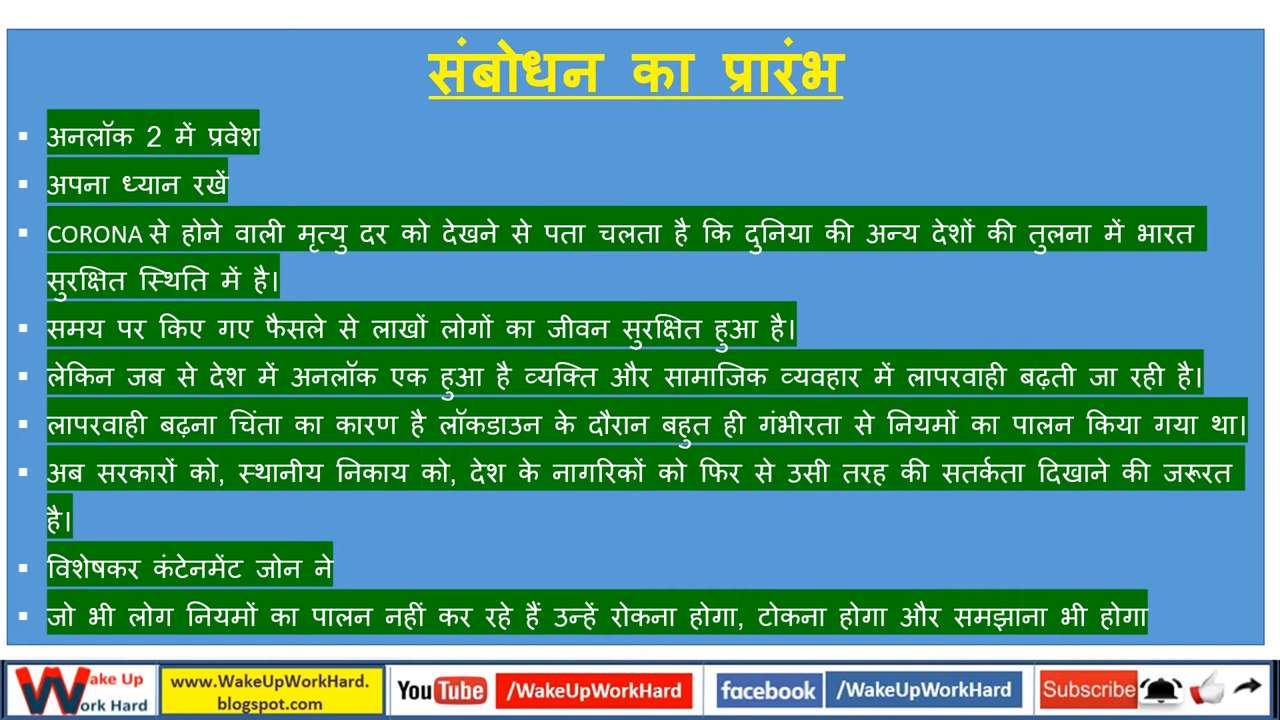 संबोधन का प्रारंभ
▪ अनलॉक 2 में प्रवेश
▪ अपना ध्यान रखें
▪ CORONA से होने वाली मृत्यु दर को देखने से पता चलता है कि दुनिया की अन्य देशों की तुलना में भारत
सुरक्षित स्थिति में है।
▪ समय पर किए गए फैसले से लाखों लोगों का जीवन सुरक्षित हुआ है।
▪ लेकिन जब से देश में अनलॉक एक हुआ है व्यक्ति और सामाजिक व्यवहार में लापरवाही बढ़ती जा रही है।
▪ लापरवाही बढ़ना चिंता का कारण है लॉकडाउन के दौरान बहुत ही गंभीरता से नियमों का पालन किया गया था।
▪ अब सरकारों को, स्थानीय निकाय को, देश के नागरिकों को फिर से उसी तरह की सतर्कता दिखाने की जरूरत
है।
▪ विशेषकर कंटेनमेंट जोन ने
▪ जो भी लोग नियमों का पालन नहीं कर रहे हैं उन्हें रोकना होगा, टोकना होगा और समझाना भी होगा
Wake Up
Work Hard
www.WakeUpWorkHard.
blogspot.com
YouTube /WakeUpWorkHard
facebook /WakeUpWorkHard
Subscribe